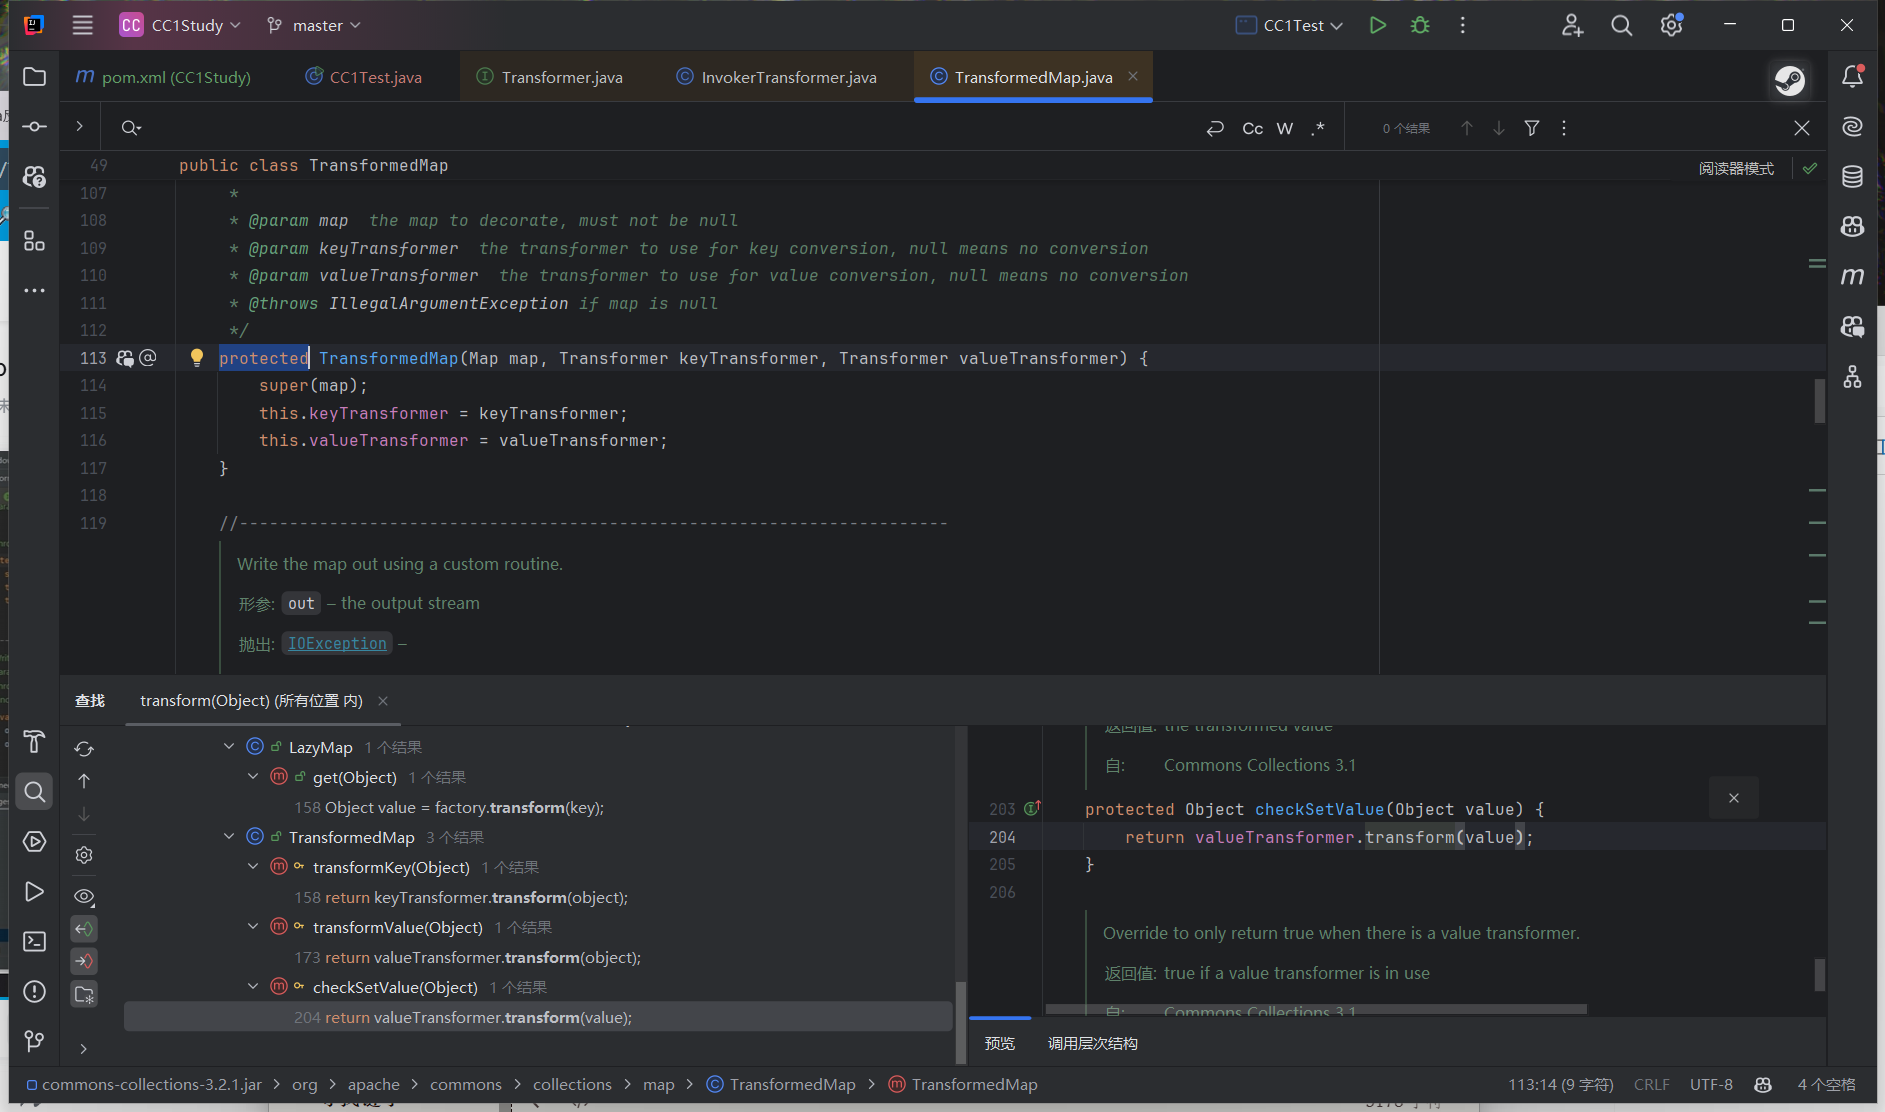 CC CC1Study master CC1Test
pom.xml (CC1Study) CC1Test.java Transformer.java InvokerTransformer.java TransformedMap.java
Cc W .* 0 个结果
49 public class TransformedMap 阅读器模式
107 *
108 * @param map the map to decorate, must not be null
109 * @param keyTransformer the transformer to use for key conversion, null means no conversion
110 * @param valueTransformer the transformer to use for value conversion, null means no conversion
111 * @throws IllegalArgumentException if map is null
112 */
113 protected TransformedMap(Map map, Transformer keyTransformer, Transformer valueTransformer) {
114 super(map);
115 this.keyTransformer = keyTransformer;
116 this.valueTransformer = valueTransformer;
117 }
118
119 //-----------------------------------------------------------------------
Write the map out using a custom routine.
形参: out – the output stream
抛出: IOException –
查找 transform(Object) (所有位置 内)
LazyMap 1 个结果
get(Object) 1 个结果
158 Object value = factory.transform(key);
TransformedMap 3 个结果
transformKey(Object) 1 个结果
158 return keyTransformer.transform(object);
transformValue(Object) 1 个结果
173 return valueTransformer.transform(object);
checkSetValue(Object) 1 个结果
204 return valueTransformer.transform(value);
返回值: the transformed value
自: Commons Collections 3.1
203 protected Object checkSetValue(Object value) {
204 return valueTransformer.transform(value);
205 }
206
Override to only return true when there is a value transformer.
返回值: true if a value transformer is in use
自: Commons Collections 3.1
预览 调用层次结构
commons-collections-3.2.1.jar > org > apache > commons > collections > map > TransformedMap > TransformedMap 113:14 (9 字符) CRLF UTF-8 4 个空格